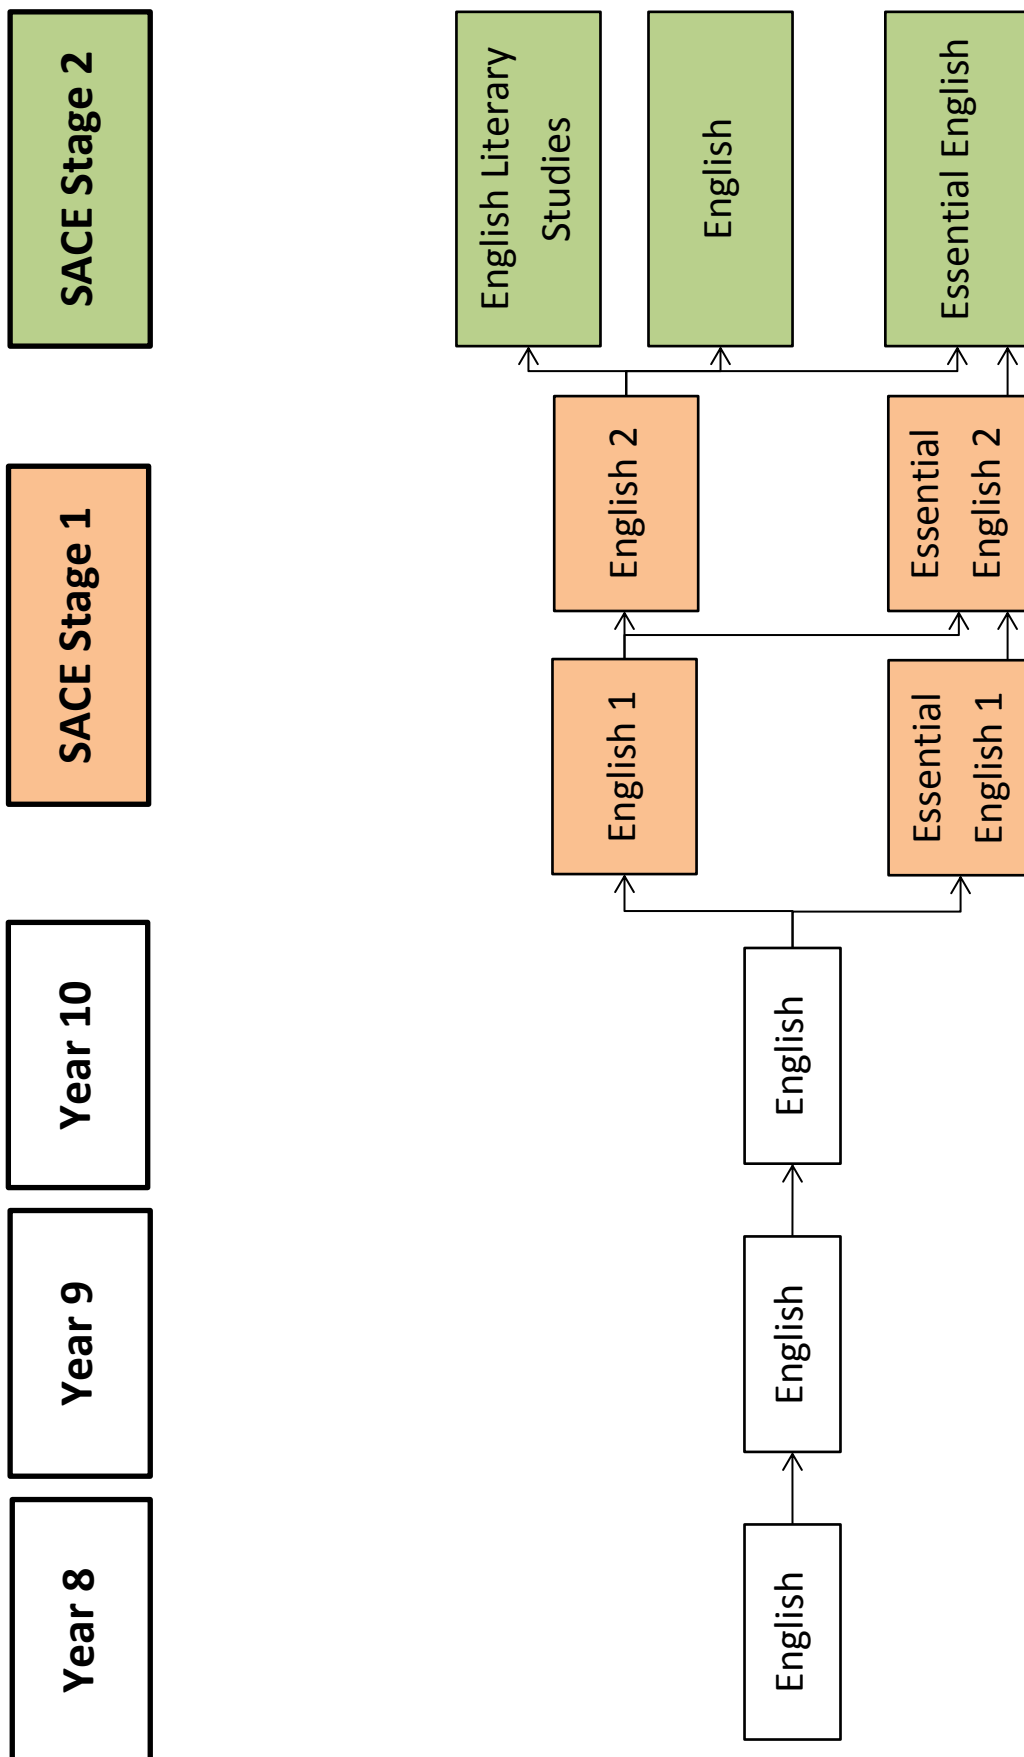 Year 8
Year 9
Year 10
SACE Stage 1
SACE Stage 2
English
English
English
English 1
English 2
English Literary
Studies
English
Essential
English 1
Essential
English 2
Essential English